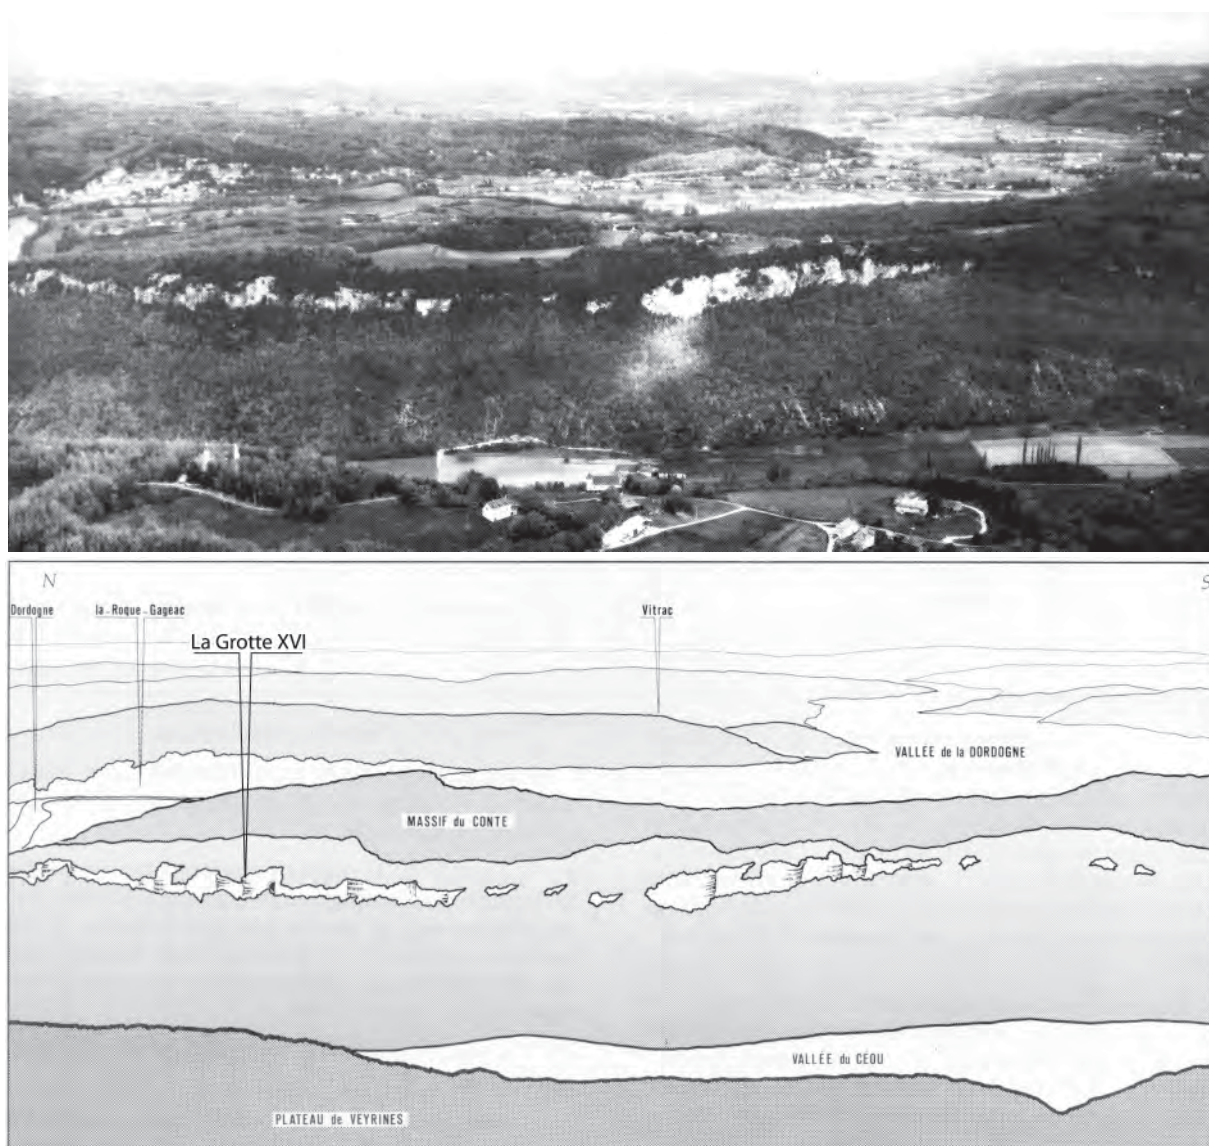 N
S
Dordogne
la-Roque-Gageac
Vitrac
La Grotte XVI
VALLÉE de la DORDOGNE
MASSIF du CONTE
VALLÉE du CÉOU
PLATEAU de VEYRINES